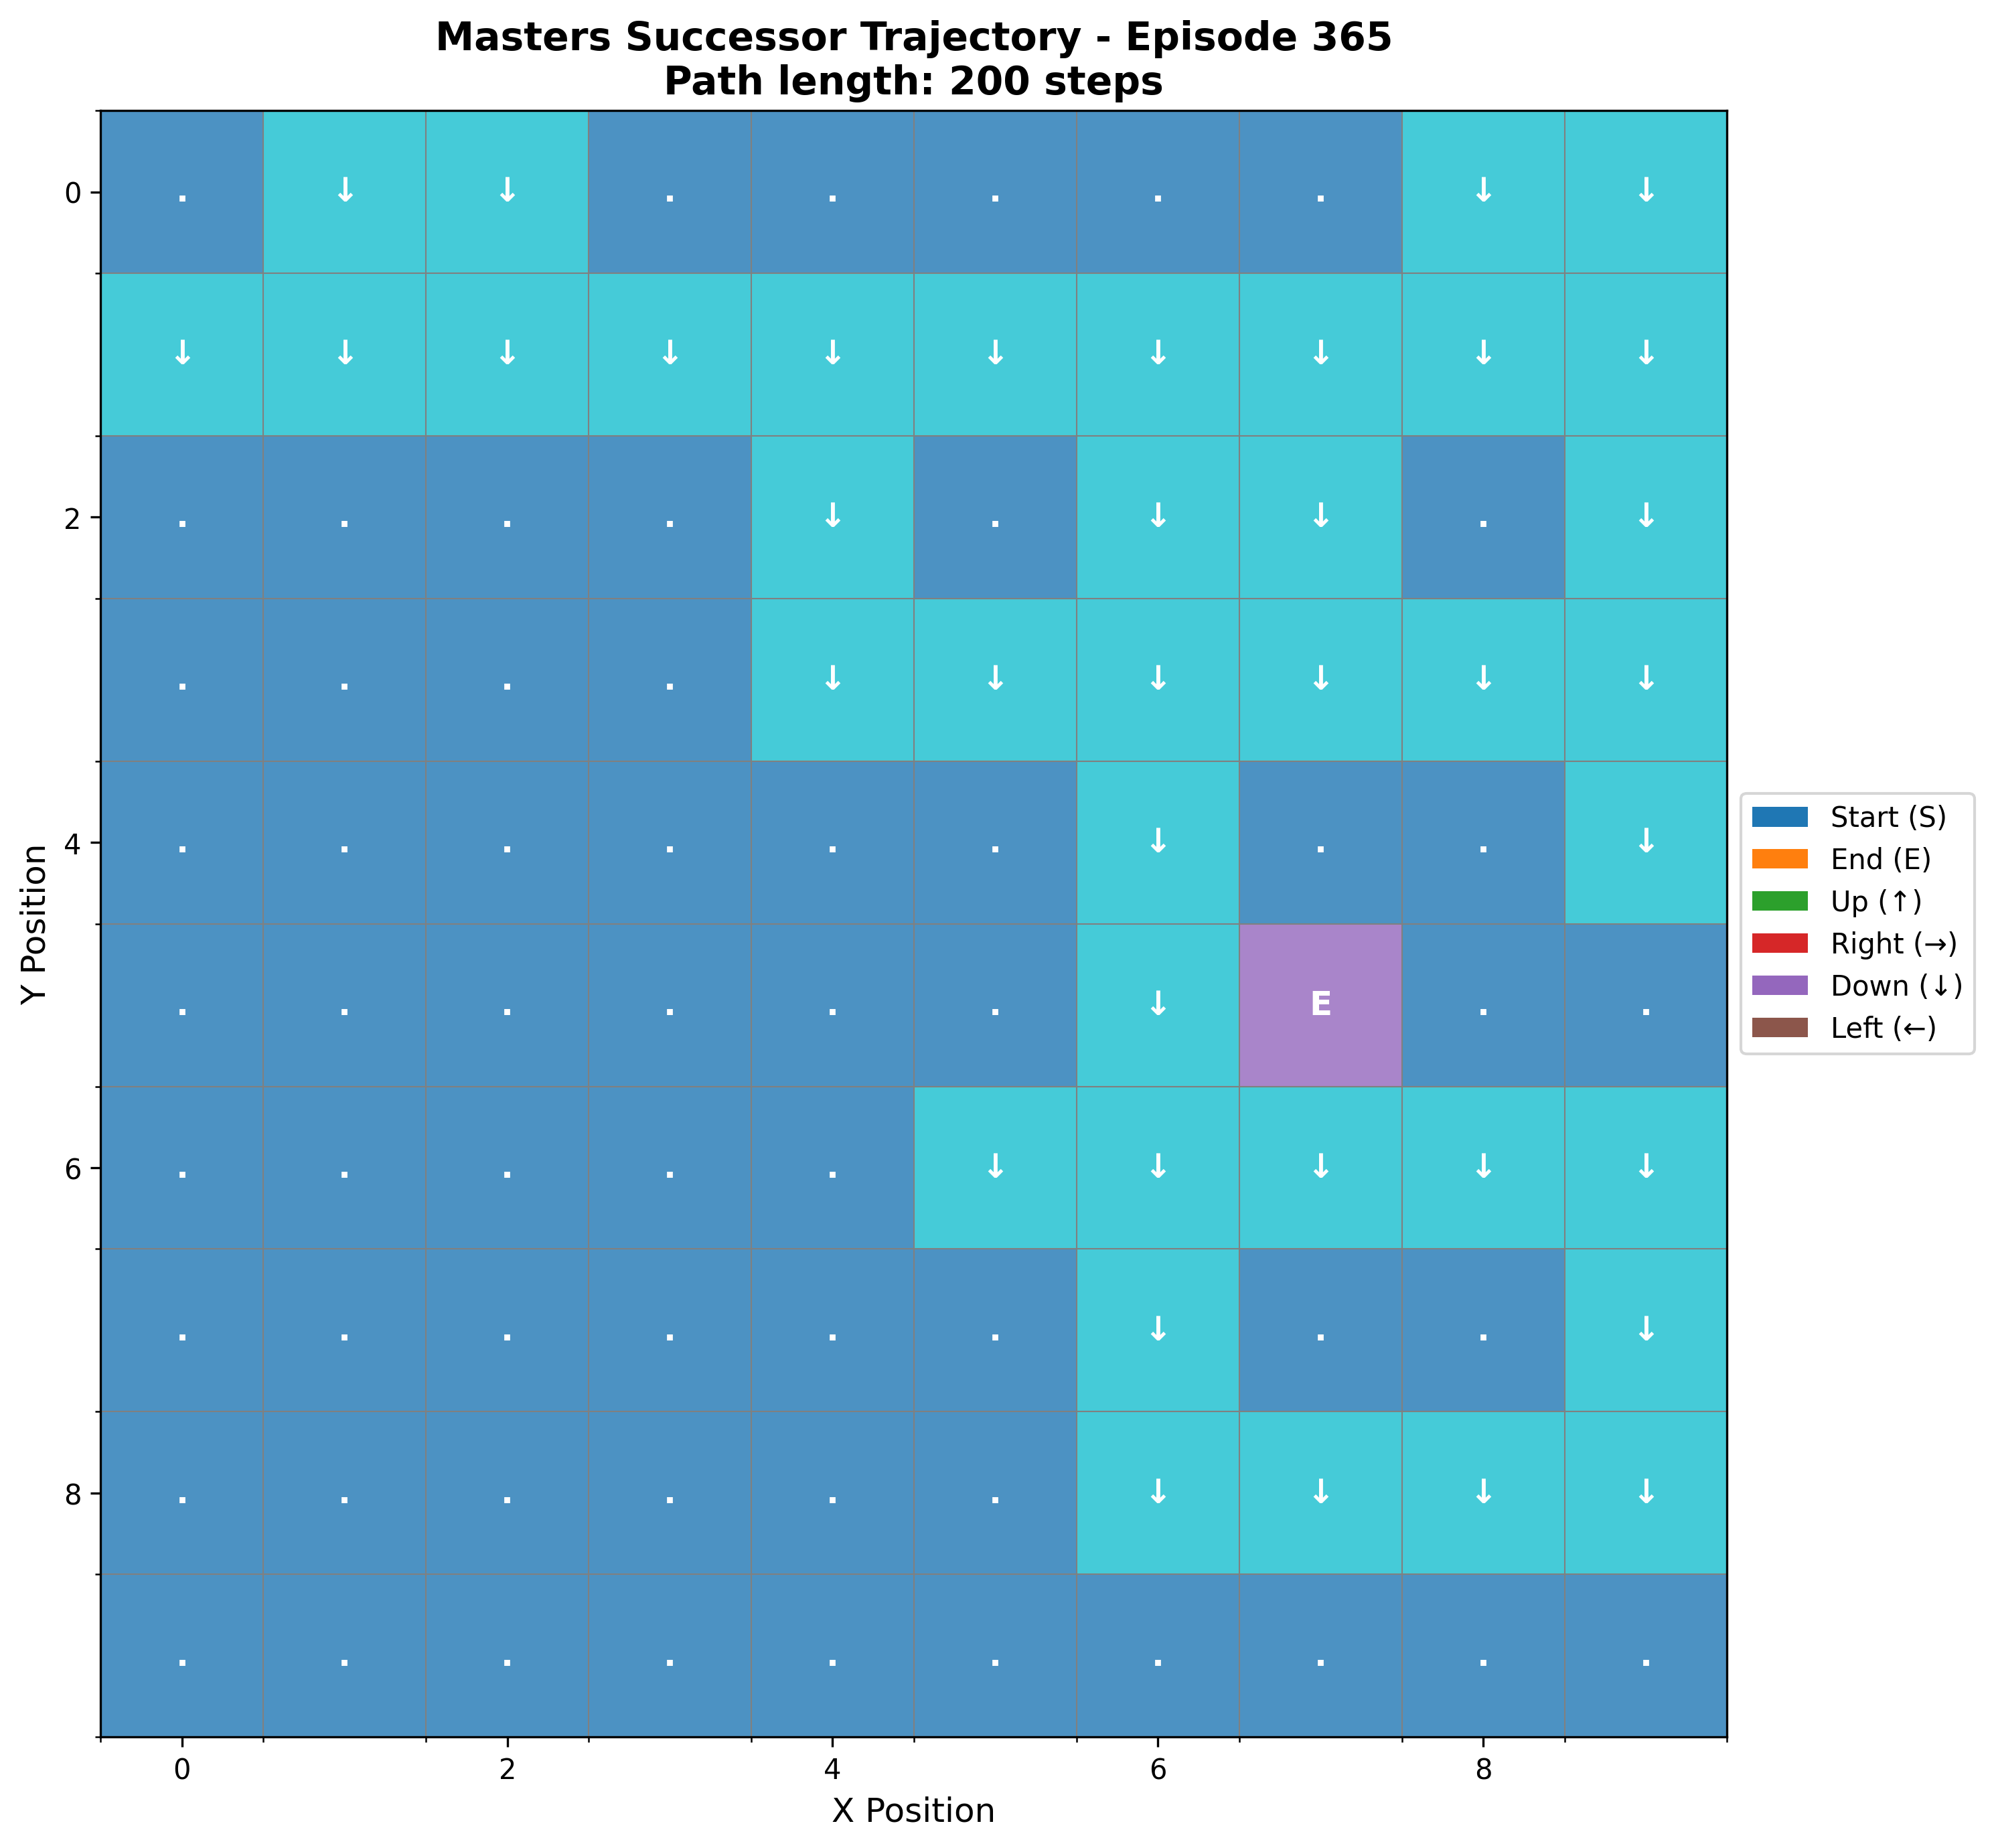 Masters Successor Trajectory - Episode 365
Path length: 200 steps
0 . ↓ ↓ . . . . . ↓ ↓
↓ ↓ ↓ ↓ ↓ ↓ ↓ ↓ ↓ ↓
2 . . . . ↓ . ↓ ↓ . ↓
. . . . ↓ ↓ ↓ ↓ ↓ ↓
4 . . . . . . ↓ . . ↓
. . . . . . ↓ E . .
6 . . . . . ↓ ↓ ↓ ↓ ↓
. . . . . . ↓ . . ↓
8 . . . . . . ↓ ↓ ↓ ↓
. . . . . . . . . .
0 2 4 6 8
X Position
Y Position
Start (S)
End (E)
Up (↑)
Right (→)
Down (↓)
Left (←)